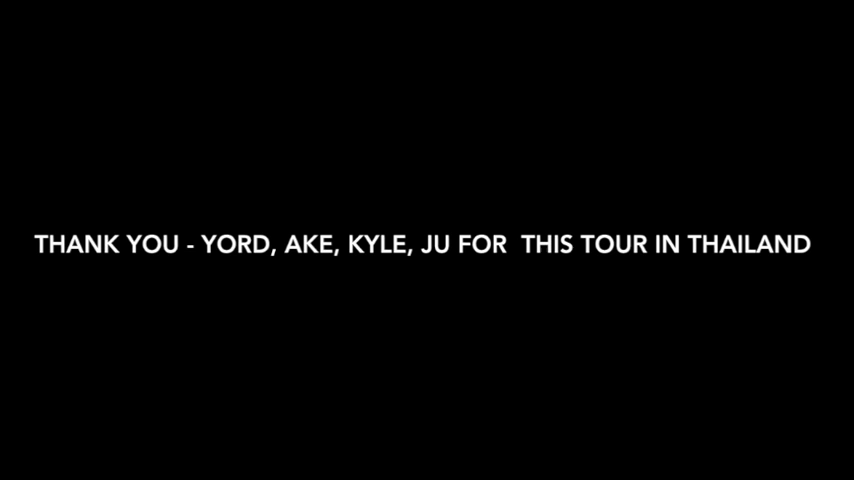 THANK YOU - YORD, AKE, KYLE, JU FOR  THIS TOUR IN THAILAND